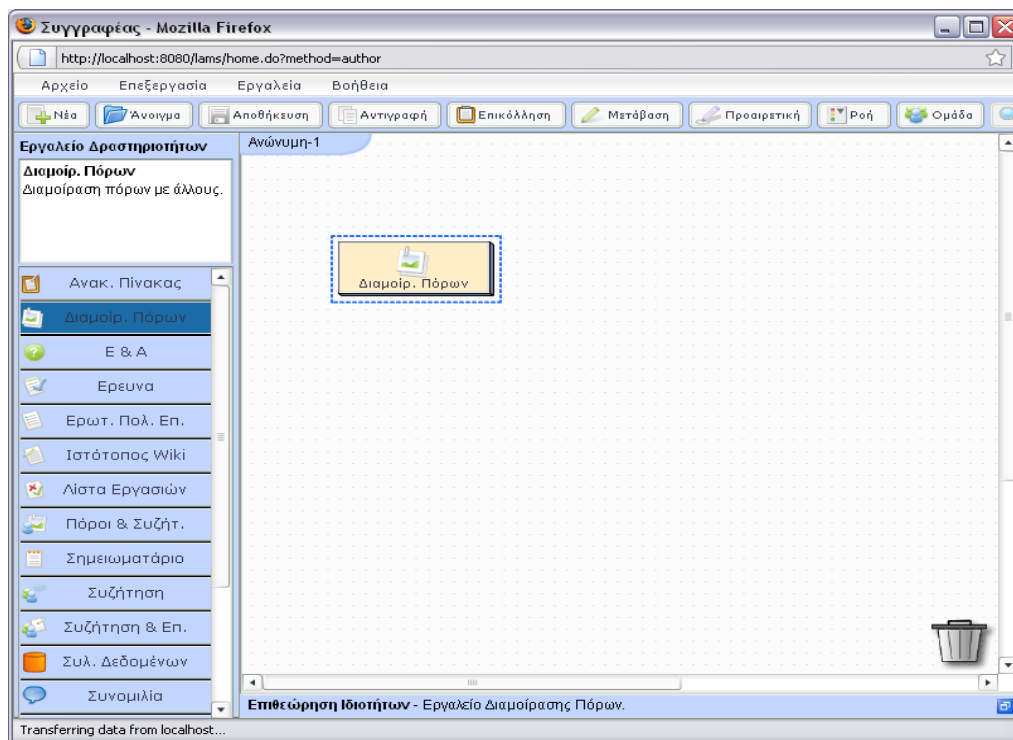 Συγγραφέας - Mozilla Firefox
http://localhost:8080/lams/home.do?method=author
Αρχείο Επεξεργασία Εργαλεία Βοήθεια
Νέα Άνοιγμα Αποθήκευση Αντιγραφή Επικόλληση Μετάβαση Προαιρετική Ροή Ομάδα
Εργαλείο Δραστηριοτήτων
Ανώνυμη-1
Διαμοίρ. Πόρων
Διαμοίραση πόρων με άλλους.
Διαμοίρ. Πόρων
Ανακ. Πίνακας
Διαμοίρ. Πόρων
Ε & Α
Ερευνα
Ερωτ. Πολ. Επ.
Ιστότοπος Wiki
Λίστα Εργασιών
Πόροι & Συζήτ.
Σημειωματάριο
Συζήτηση
Συζήτηση & Επ.
Συλ. Δεδομένων
Συνομιλία
Επιθεώρηση Ιδιοτήτων - Εργαλείο Διαμοίρασης Πόρων.
Transferring data from localhost...